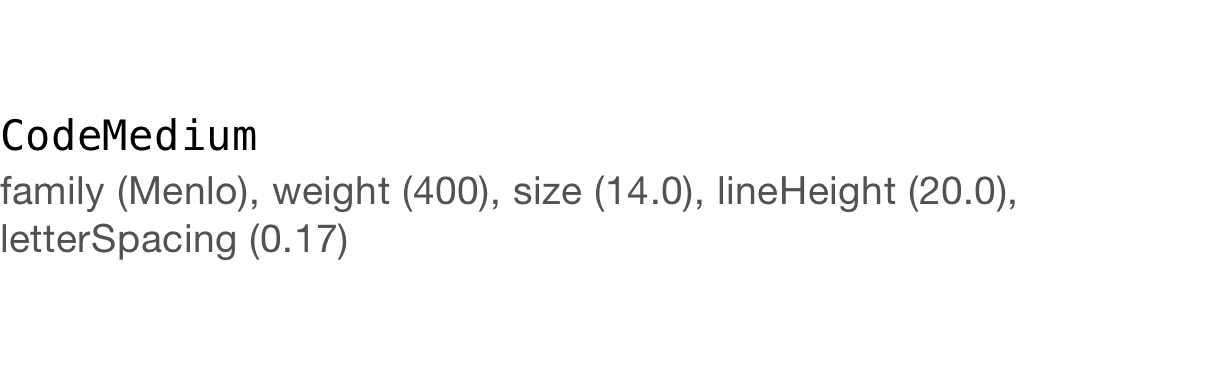 CodeMedium
family (Menlo), weight (400), size (14.0), lineHeight (20.0),
letterSpacing (0.17)